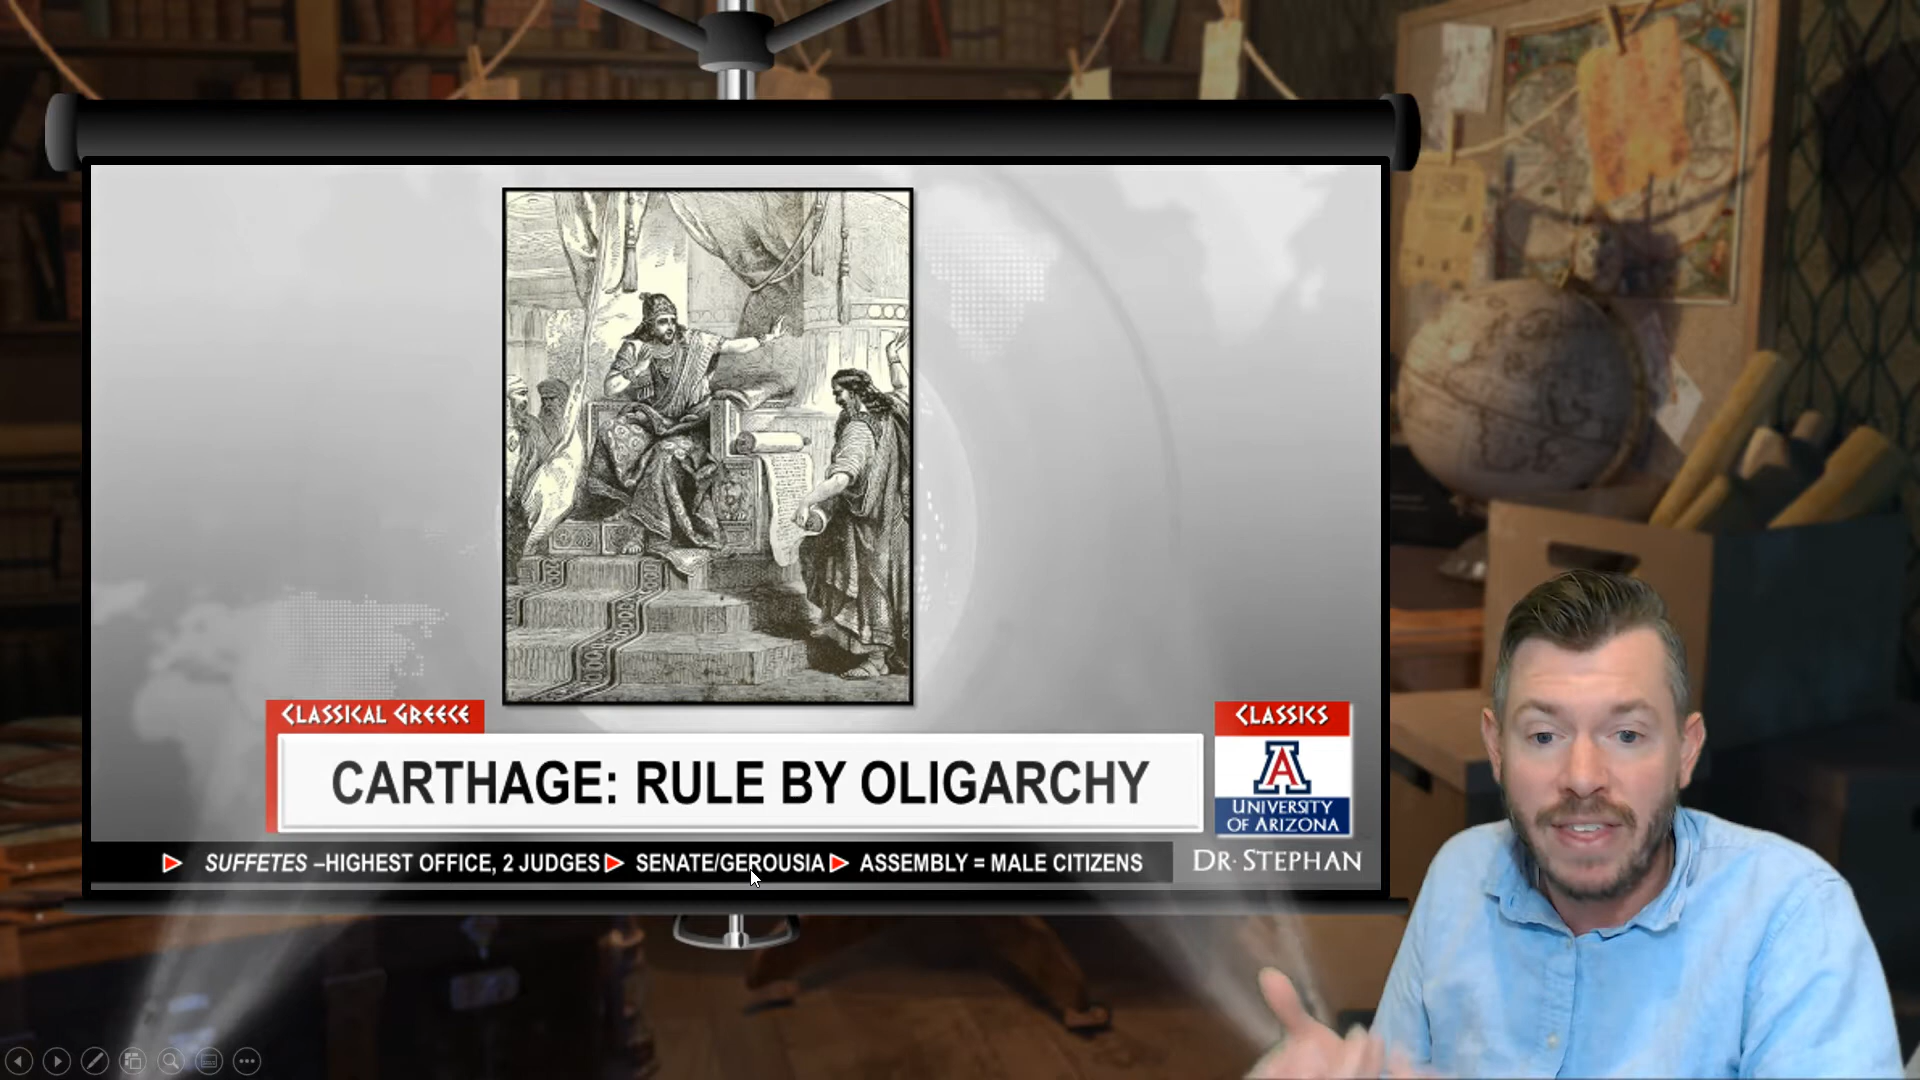 CLASSICAL GREECE
CARTHAGE: RULE BY OLIGARCHY
CLASSICS
A
UNIVERSITY
OF ARIZONA
SUFFETES –HIGHEST OFFICE, 2 JUDGES SENATE/GEROUSIA ASSEMBLY = MALE CITIZENS
DR. STEPHAN